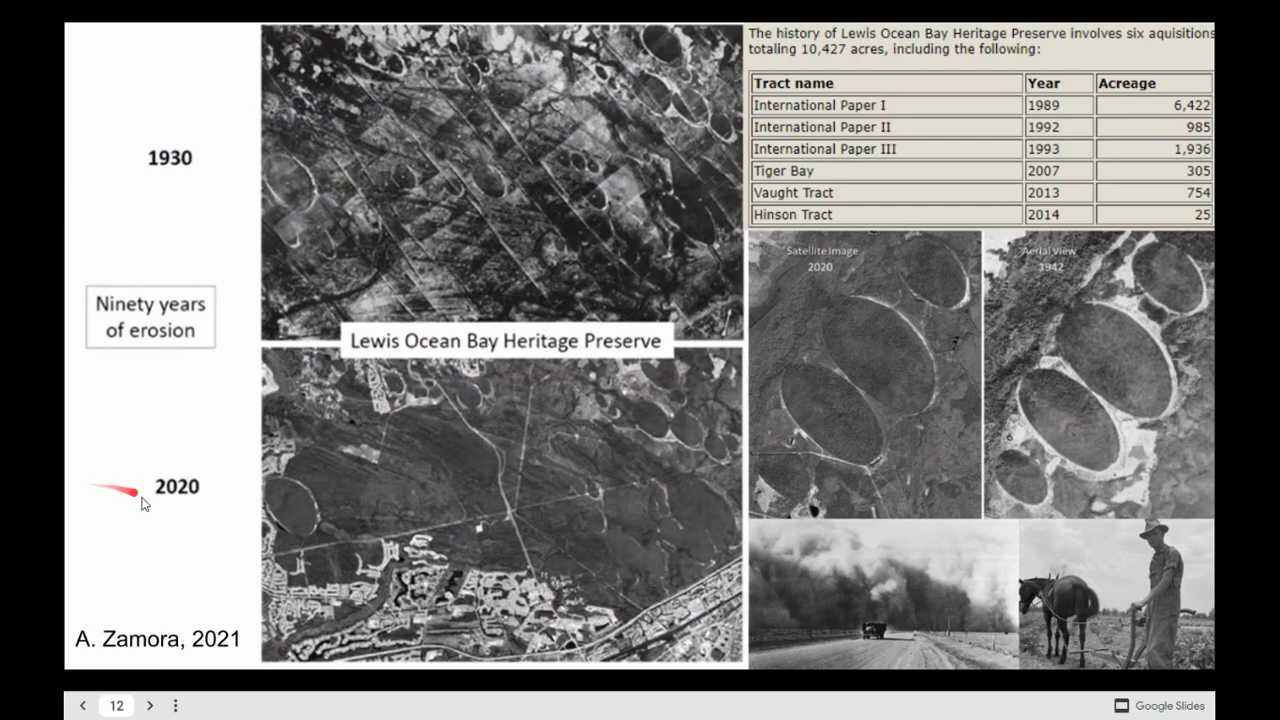 The history of Lewis Ocean Bay Heritage Preserve involves six aquisitions
totaling 10,427 acres, including the following:
Tract name Year Acreage
International Paper I 1989 6,422
International Paper II 1992 985
International Paper III 1993 1,936
Tiger Bay 2007 305
Vaught Tract 2013 754
Hinson Tract 2014 25
1930
Ninety years
of erosion
Lewis Ocean Bay Heritage Preserve
2020
A. Zamora, 2021
Satellite Image
2020
Aerial View
1942
12
Google Slides